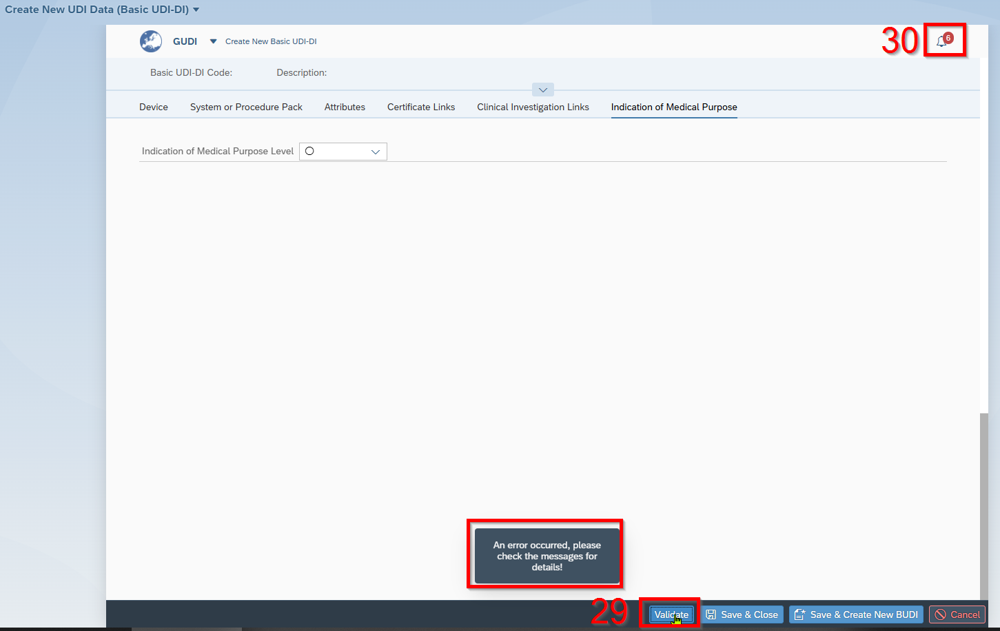 Create New UDI Data (Basic UDI-DI)
GUDI Create New Basic UDI-DI
30
6
Basic UDI-DI Code: Description:
Device System or Procedure Pack Attributes Certificate Links Clinical Investigation Links Indication of Medical Purpose
Indication of Medical Purpose Level
An error occurred, please
check the messages for
details!
29
Validate Save & Close Save & Create New BUDI Cancel